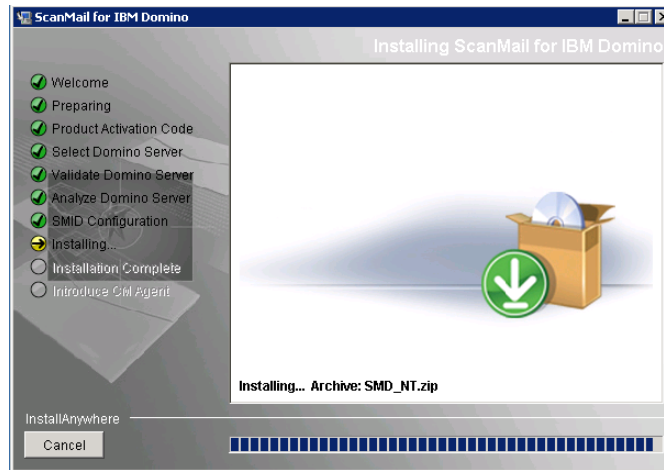 ScanMail for IBM Domino
Installing ScanMail for IBM Domino
Welcome
Preparing
Product Activation Code
Select Domino Server
Validate Domino Server
Analyze Domino Server
SMID Configuration
Installing...
Installation Complete
Introduce CM Agent
Installing... Archive: SMD_NT.zip
InstallAnywhere
Cancel